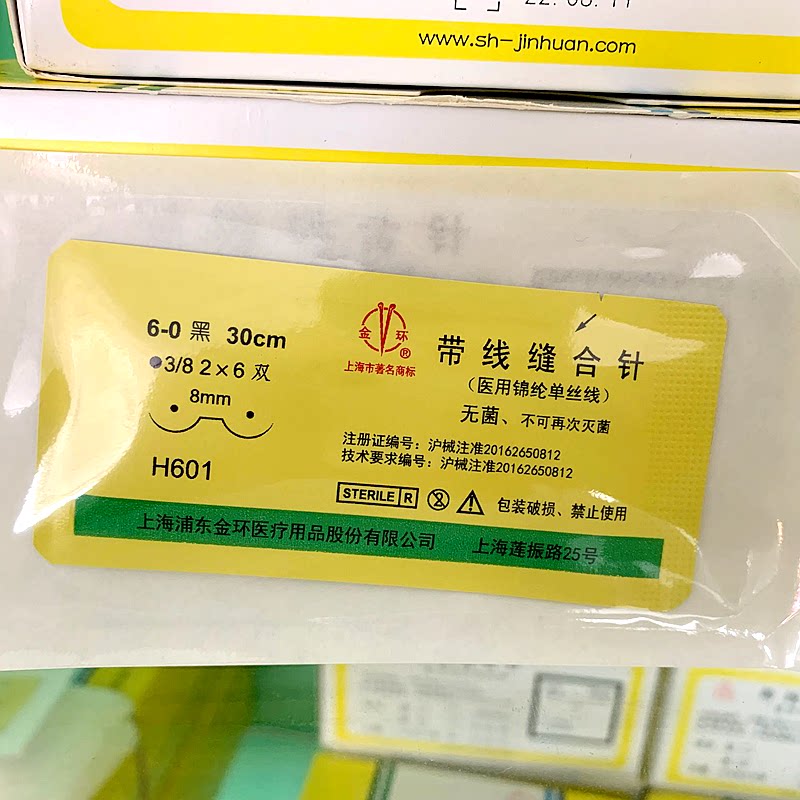 www.sh-jinhuan.com
6-0 黑 30cm
●3/8 2×6 双
8mm
H601
金环®
上海市著名商标
带线缝合针
(医用锦纶单丝线)
无菌、不可再次灭菌
注册证编号:沪械注准20162650812
技术要求编号:沪械注准20162650812
STERILE R
包装破损、禁止使用
上海浦东金环医疗用品股份有限公司 上海莲振路25号